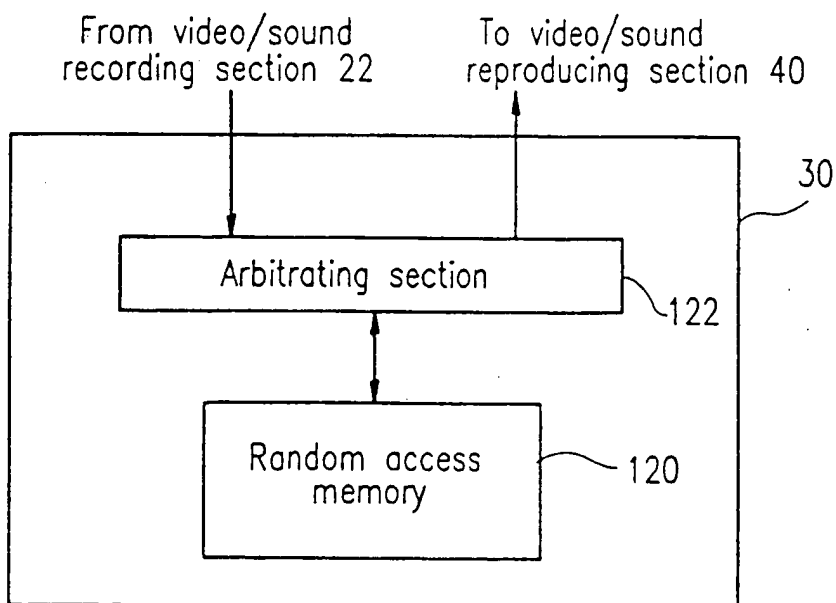 From video/sound
recording section 22
To video/sound
reproducing section 40
30
Arbitrating section
122
Random access
memory
120